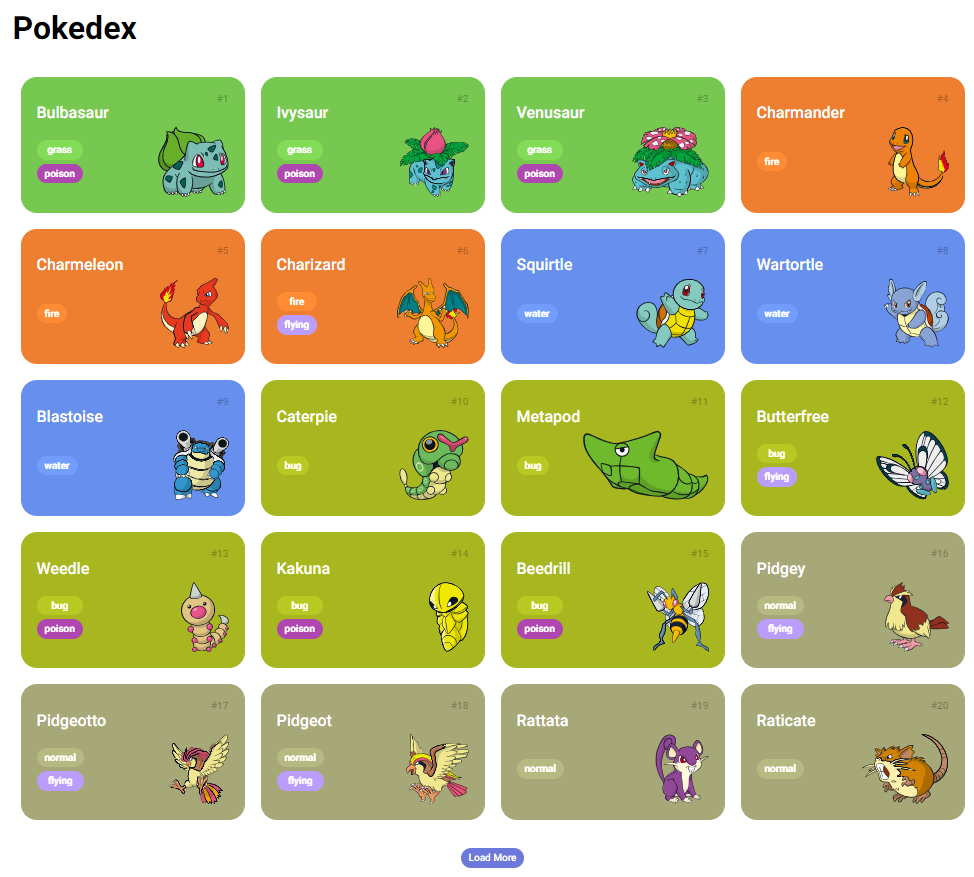 Pokedex
#1
Bulbasaur
grass
poison
#2
Ivysaur
grass
poison
#3
Venusaur
grass
poison
#4
Charmander
fire
#5
Charmeleon
fire
#6
Charizard
fire
flying
#7
Squirtle
water
#8
Wartortle
water
#9
Blastoise
water
#10
Caterpie
bug
#11
Metapod
bug
#12
Butterfree
bug
flying
#13
Weedle
bug
poison
#14
Kakuna
bug
poison
#15
Beedrill
bug
poison
#16
Pidgey
normal
flying
#17
Pidgeotto
normal
flying
#18
Pidgeot
normal
flying
#19
Rattata
normal
#20
Raticate
normal
Load More